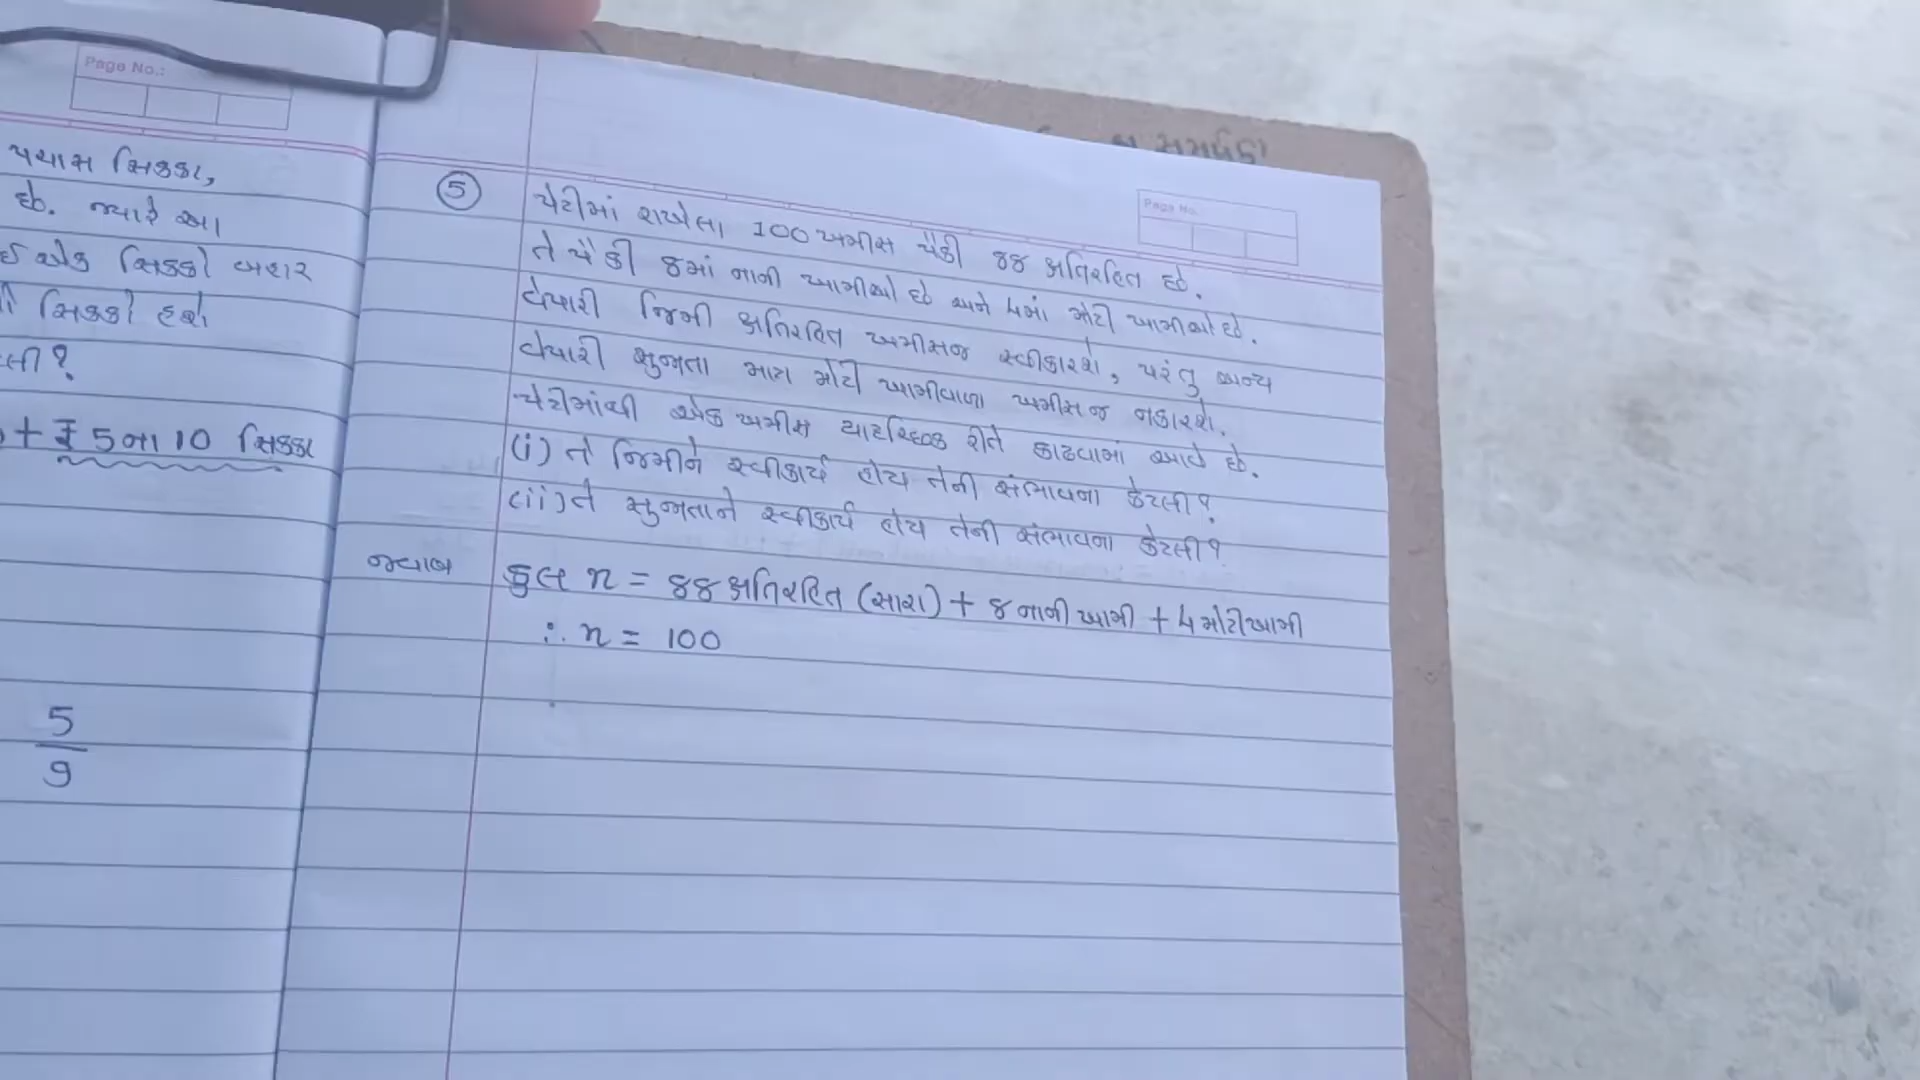 Page No.:
પચાસ સિક્કા,
છે. જ્યારે આ
ઈ એક સિક્કો બહાર
સિક્કો હશે
લી?
+ ₹ 5ના 10 સિક્કા
5
9
Page No.
(5) પેટીમાં રાખેલા 100 ખમીસ પૈકી 88 ક્ષતિરહિત છે.
તે પૈકી 8માં નાની ખામીઓ છે અને 4માં મોટી ખામીઓ છે.
વેપારી જિમી ક્ષતિરહિત ખમીસજ સ્વીકારશે, પરંતુ અન્ય
વેપારી સુજાતા માત્ર મોટી ખામીવાળા ખમીસ જ નકારશે.
પેટીમાંથી એક ખમીસ યાદચ્છિક રીતે કાઢવામાં આવે છે.
(i) તે જિમીને સ્વીકાર્ય હોય તેની સંભાવના કેટલી?
(ii) તે સુજાતાને સ્વીકાર્ય હોય તેની સંભાવના કેટલી?
જવાબ કુલ n = 88 ક્ષતિરહિત (સારા) + 8 નાની ખામી + 4 મોટી ખામી
∴ n = 100